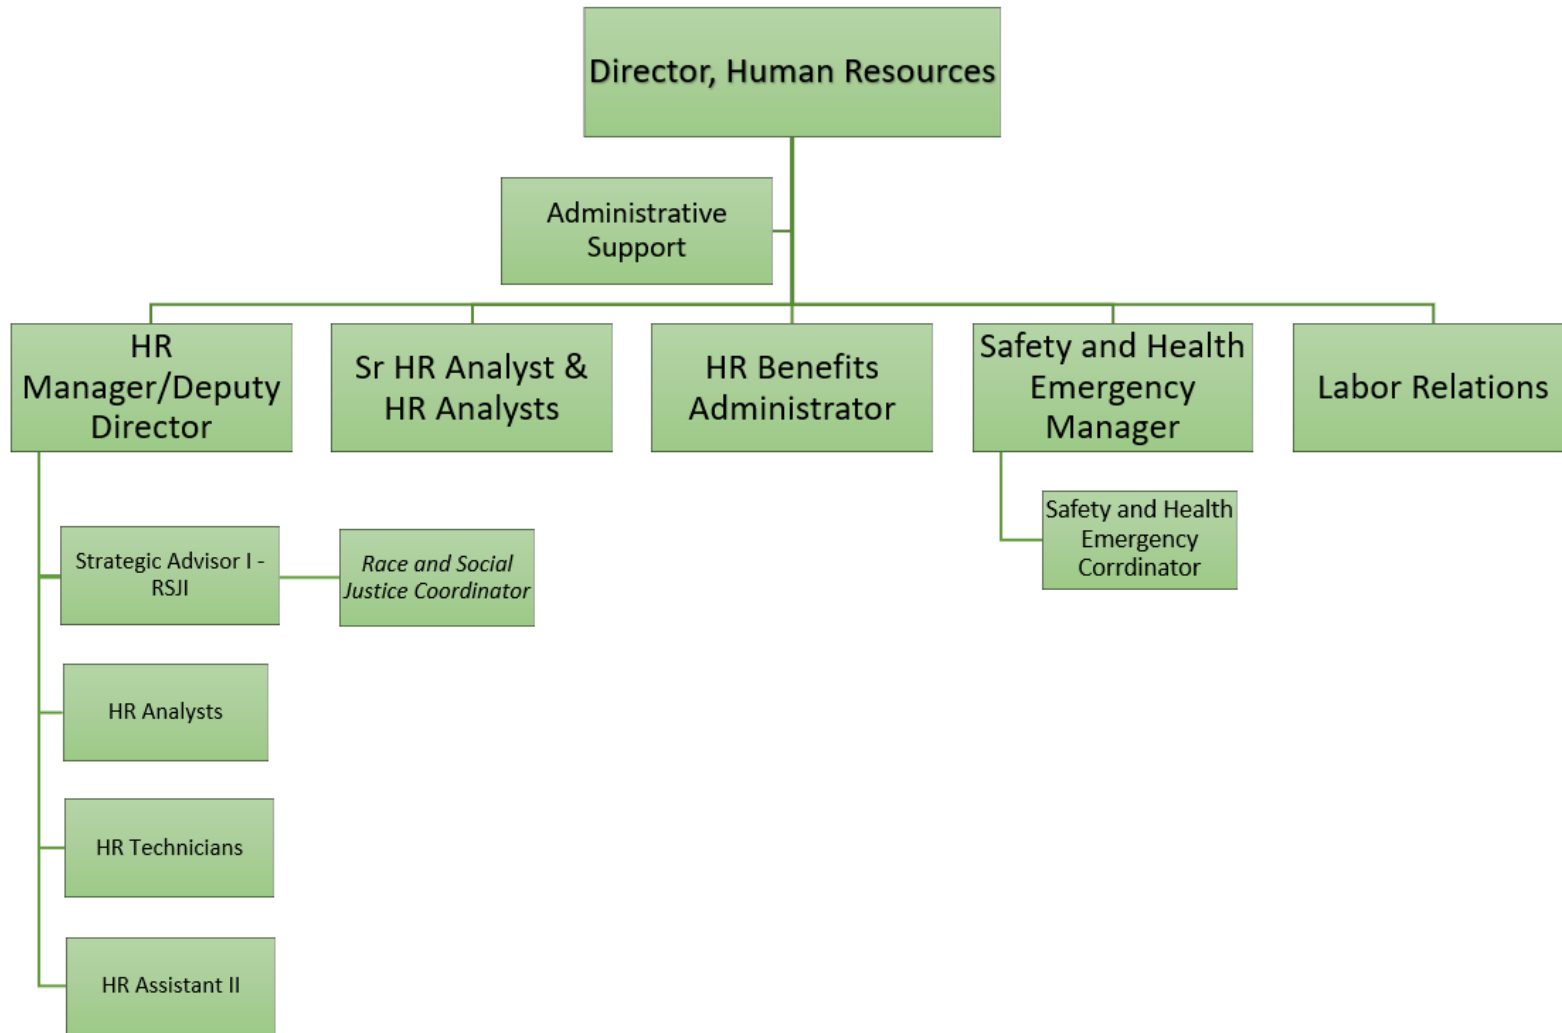 Director, Human Resources
Administrative
Support
HR
Manager/Deputy
Director
Sr HR Analyst &
HR Analysts
HR Benefits
Administrator
Safety and Health
Emergency
Manager
Labor Relations
Strategic Advisor I -
RSJI
Race and Social
Justice Coordinator
Safety and Health
Emergency
Corrdinator
HR Analysts
HR Technicians
HR Assistant II